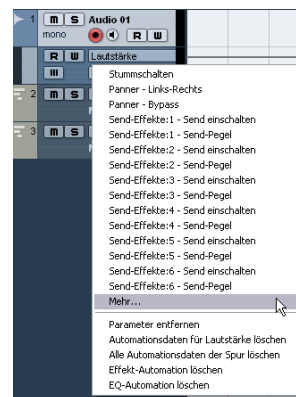 1 m S Audio 01
mono R W
R W Lautstärke
2 m S
3 m S
Stummschalten
Panner - Links-Rechts
Panner - Bypass
Send-Effekte:1 - Send einschalten
Send-Effekte:1 - Send-Pegel
Send-Effekte:2 - Send einschalten
Send-Effekte:2 - Send-Pegel
Send-Effekte:3 - Send einschalten
Send-Effekte:3 - Send-Pegel
Send-Effekte:4 - Send einschalten
Send-Effekte:4 - Send-Pegel
Send-Effekte:5 - Send einschalten
Send-Effekte:5 - Send-Pegel
Send-Effekte:6 - Send einschalten
Send-Effekte:6 - Send-Pegel
Mehr...
Parameter entfernen
Automationsdaten für Lautstärke löschen
Alle Automationsdaten der Spur löschen
Effekt-Automation löschen
EQ-Automation löschen